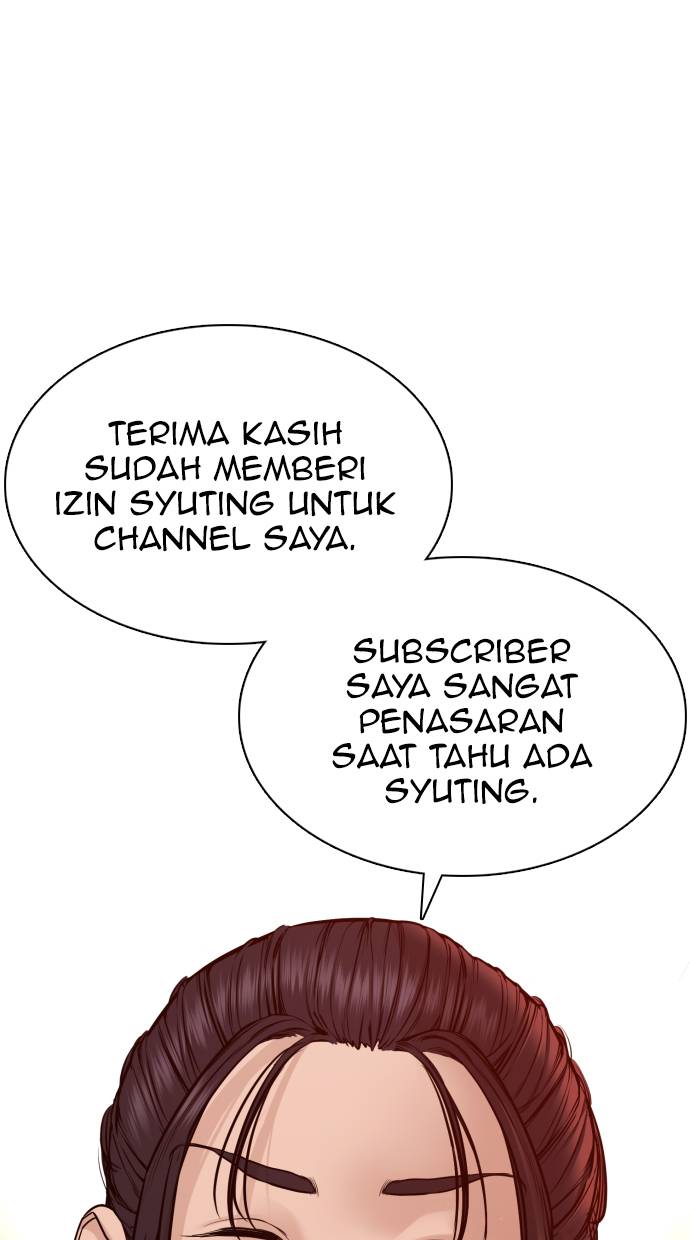 TERIMA KASIH
SUDAH MEMBERI
IZIN SYUTING UNTUK
CHANNEL SAYA.
SUBSCRIBER
SAYA SANGAT
PENASARAN
SAAT TAHU ADA
SYUTING.